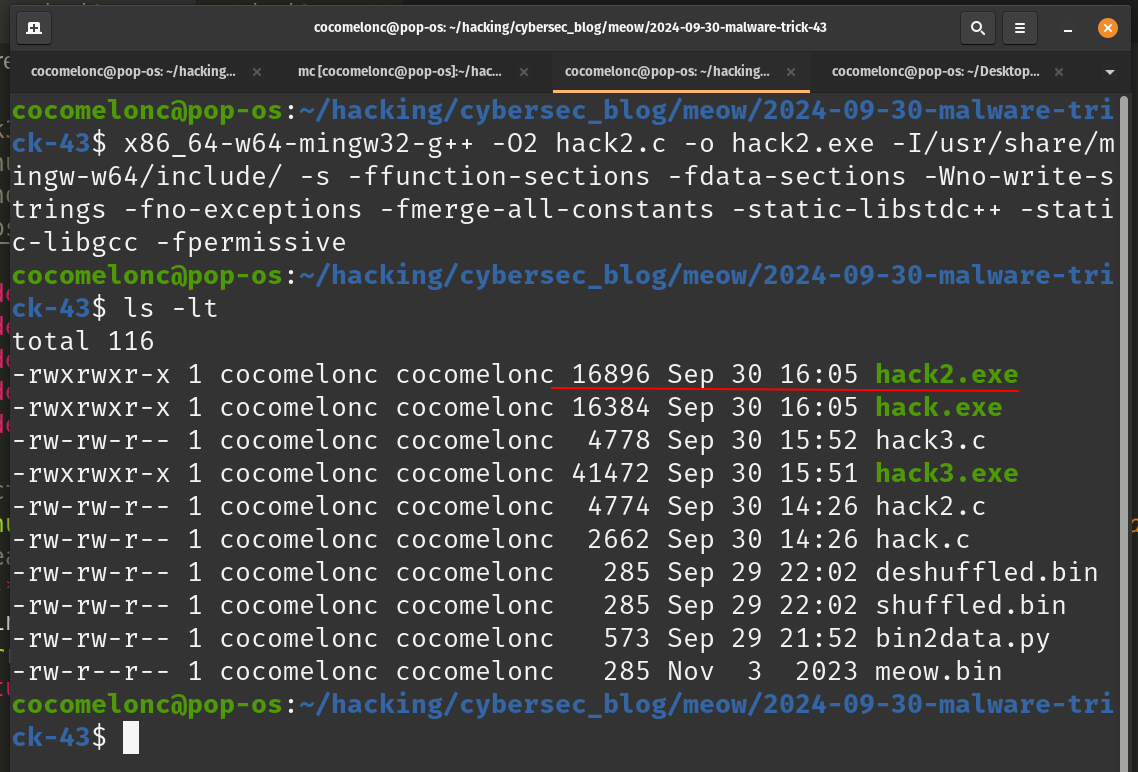 cocomelonc@pop-os: ~/hacking/cybersec_blog/meow/2024-09-30-malware-trick-43
cocomelonc@pop-os: ~/hacking... × mc [cocomelonc@pop-os]:~/hac... × cocomelonc@pop-os: ~/hacking... × cocomelonc@pop-os: ~/Desktop... ×
cocomelonc@pop-os:~/hacking/cybersec_blog/meow/2024-09-30-malware-tri
ck-43$ x86_64-w64-mingw32-g++ -O2 hack2.c -o hack2.exe -I/usr/share/m
ingw-w64/include/ -s -ffunction-sections -fdata-sections -Wno-write-s
trings -fno-exceptions -fmerge-all-constants -static-libstdc++ -stati
c-libgcc -fpermissive
cocomelonc@pop-os:~/hacking/cybersec_blog/meow/2024-09-30-malware-tri
ck-43$ ls -lt
total 116
-rwxrwxr-x 1 cocomelonc cocomelonc 16896 Sep 30 16:05 hack2.exe
-rwxrwxr-x 1 cocomelonc cocomelonc 16384 Sep 30 16:05 hack.exe
-rw-rw-r-- 1 cocomelonc cocomelonc  4778 Sep 30 15:52 hack3.c
-rwxrwxr-x 1 cocomelonc cocomelonc 41472 Sep 30 15:51 hack3.exe
-rw-rw-r-- 1 cocomelonc cocomelonc  4774 Sep 30 14:26 hack2.c
-rw-rw-r-- 1 cocomelonc cocomelonc  2662 Sep 30 14:26 hack.c
-rw-rw-r-- 1 cocomelonc cocomelonc   285 Sep 29 22:02 deshuffled.bin
-rw-rw-r-- 1 cocomelonc cocomelonc   285 Sep 29 22:02 shuffled.bin
-rw-rw-r-- 1 cocomelonc cocomelonc   573 Sep 29 21:52 bin2data.py
-rw-r--r-- 1 cocomelonc cocomelonc   285 Nov  3  2023 meow.bin
cocomelonc@pop-os:~/hacking/cybersec_blog/meow/2024-09-30-malware-tri
ck-43$